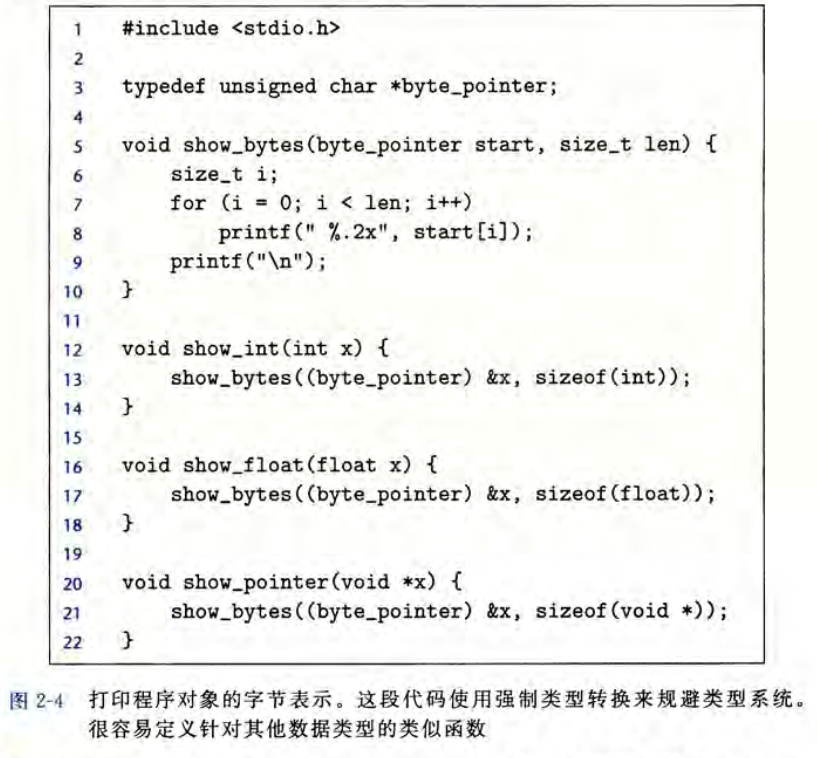 1 #include <stdio.h>
2
3 typedef unsigned char *byte_pointer;
4
5 void show_bytes(byte_pointer start, size_t len) {
6     size_t i;
7     for (i = 0; i < len; i++)
8         printf(" %.2x", start[i]);
9     printf("\n");
10 }
11
12 void show_int(int x) {
13     show_bytes((byte_pointer) &x, sizeof(int));
14 }
15
16 void show_float(float x) {
17     show_bytes((byte_pointer) &x, sizeof(float));
18 }
19
20 void show_pointer(void *x) {
21     show_bytes((byte_pointer) &x, sizeof(void *));
22 }
图 2-4 打印程序对象的字节表示。这段代码使用强制类型转换来规避类型系统。
很容易定义针对其他数据类型的类似函数